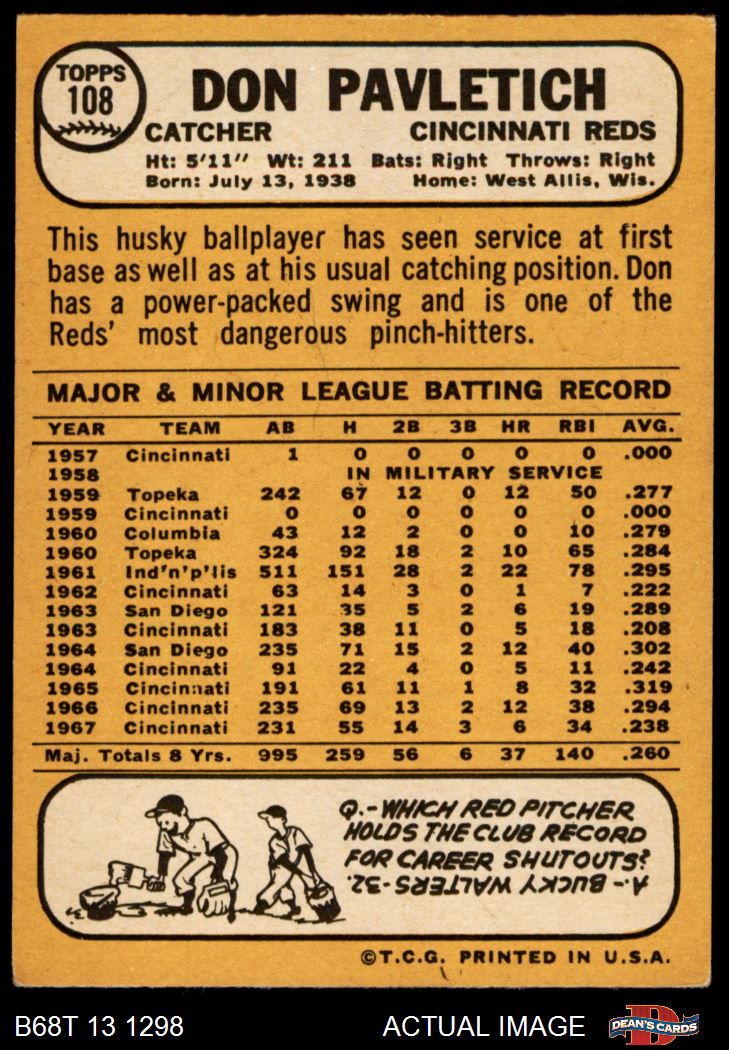 TOPPS
108
DON PAVLETICH
CATCHER CINCINNATI REDS
Ht: 5'11" Wt: 211 Bats: Right Throws: Right
Born: July 13, 1938 Home: West Allis, Wis.
This husky ballplayer has seen service at first
base as well as at his usual catching position. Don
has a power-packed swing and is one of the
Reds' most dangerous pinch-hitters.
MAJOR & MINOR LEAGUE BATTING RECORD
YEAR TEAM AB H 2B 3B HR RBI AVG.
1957 Cincinnati 1 0 0 0 0 0 .000
1958 IN MILITARY SERVICE
1959 Topeka 242 67 12 0 12 50 .277
1959 Cincinnati 0 0 0 0 0 0 .000
1960 Columbia 43 12 2 0 0 10 .279
1960 Topeka 324 92 18 2 10 65 .284
1961 Ind'n'p'lis 511 151 28 2 22 78 .295
1962 Cincinnati 63 14 3 0 1 7 .222
1963 San Diego 121 35 5 2 6 19 .289
1963 Cincinnati 183 38 11 0 5 18 .208
1964 San Diego 235 71 15 2 12 40 .302
1964 Cincinnati 91 22 4 0 5 11 .242
1965 Cincinnati 191 61 11 1 8 32 .319
1966 Cincinnati 235 69 13 2 12 38 .294
1967 Cincinnati 231 55 14 3 6 34 .238
Maj. Totals 8 Yrs. 995 259 56 6 37 140 .260
Q.-WHICH RED PITCHER
HOLDS THE CLUB RECORD
FOR CAREER SHUTOUTS?
A.-BUCKY WALTERS-32.
©T.C.G. PRINTED IN U.S.A.
B68T 13 1298 ACTUAL IMAGE D DEAN'S CARDS